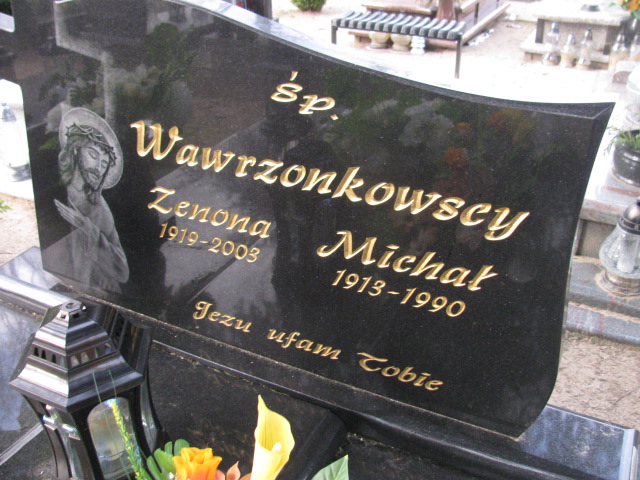 śp.
Wawrzonkowscy
Zenona
1919-2003
Michał
1913-1990
Jezu ufam Tobie